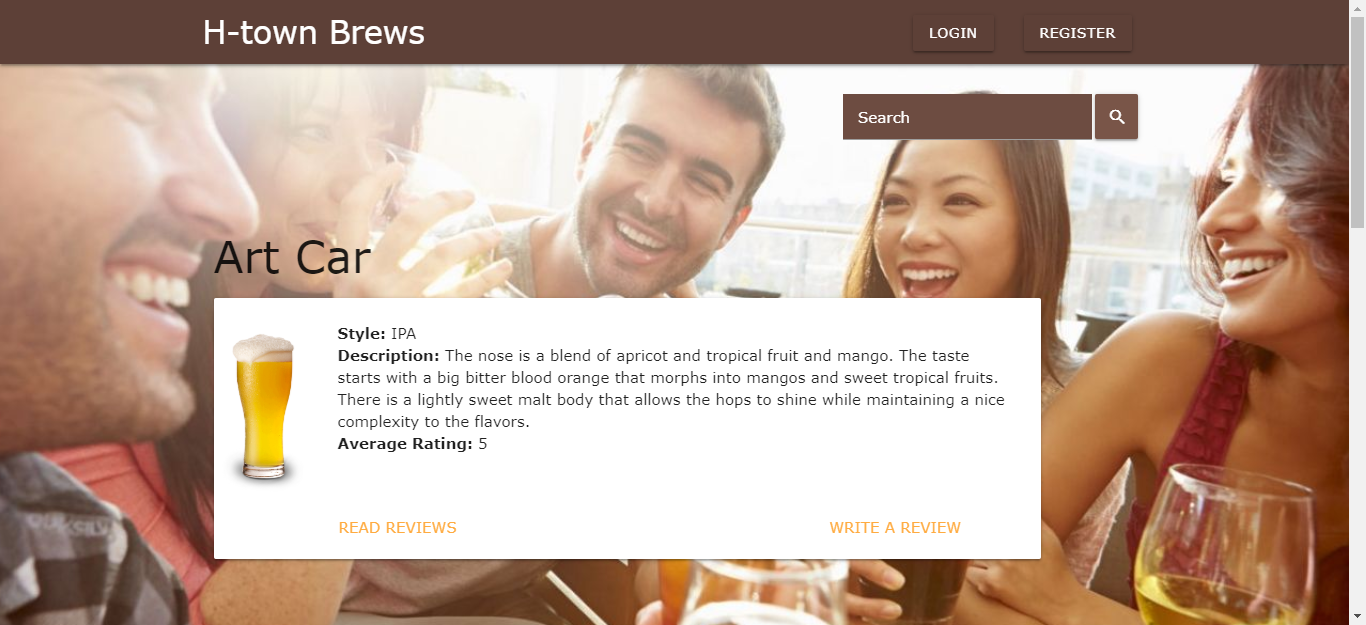 H-town Brews
LOGIN
REGISTER
Search
Art Car
Style: IPA
Description: The nose is a blend of apricot and tropical fruit and mango. The taste
starts with a big bitter blood orange that morphs into mangos and sweet tropical fruits.
There is a lightly sweet malt body that allows the hops to shine while maintaining a nice
complexity to the flavors.
Average Rating: 5
READ REVIEWS
WRITE A REVIEW
QUIKSILV